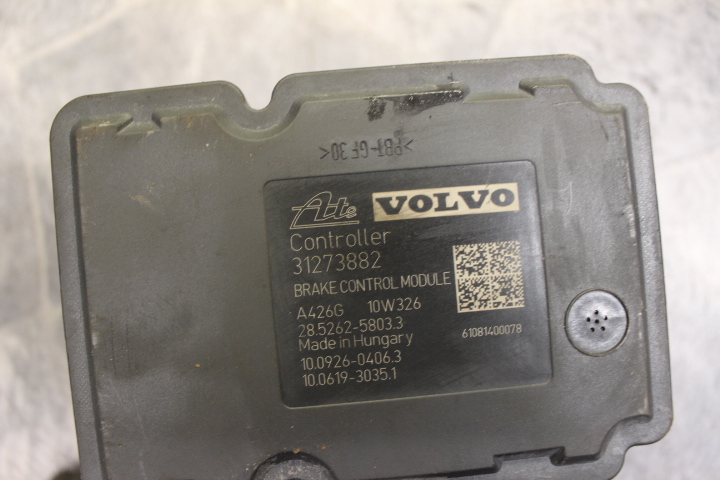 >PBT-GF30<
Ate VOLVO
Controller
31273882
BRAKE CONTROL MODULE
A426G 10W326
28.5262-5803.3
Made in Hungary
61081400078
10.0926-0406.3
10.0619-3035.1